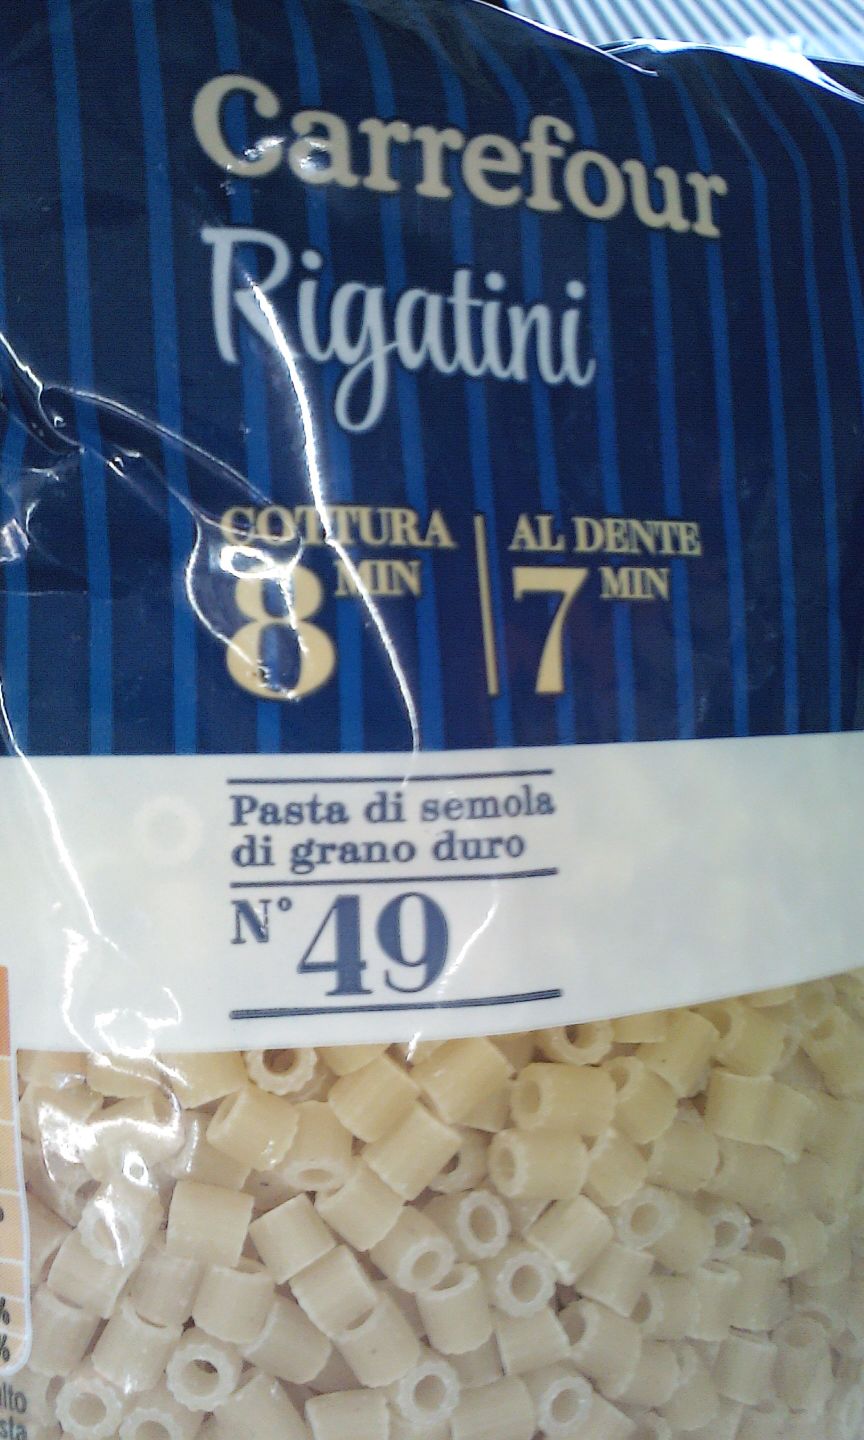 Carrefour
Rigatini
COTTURA
8 MIN
AL DENTE
7 MIN
Pasta di semola
di grano duro
N° 49
%
%